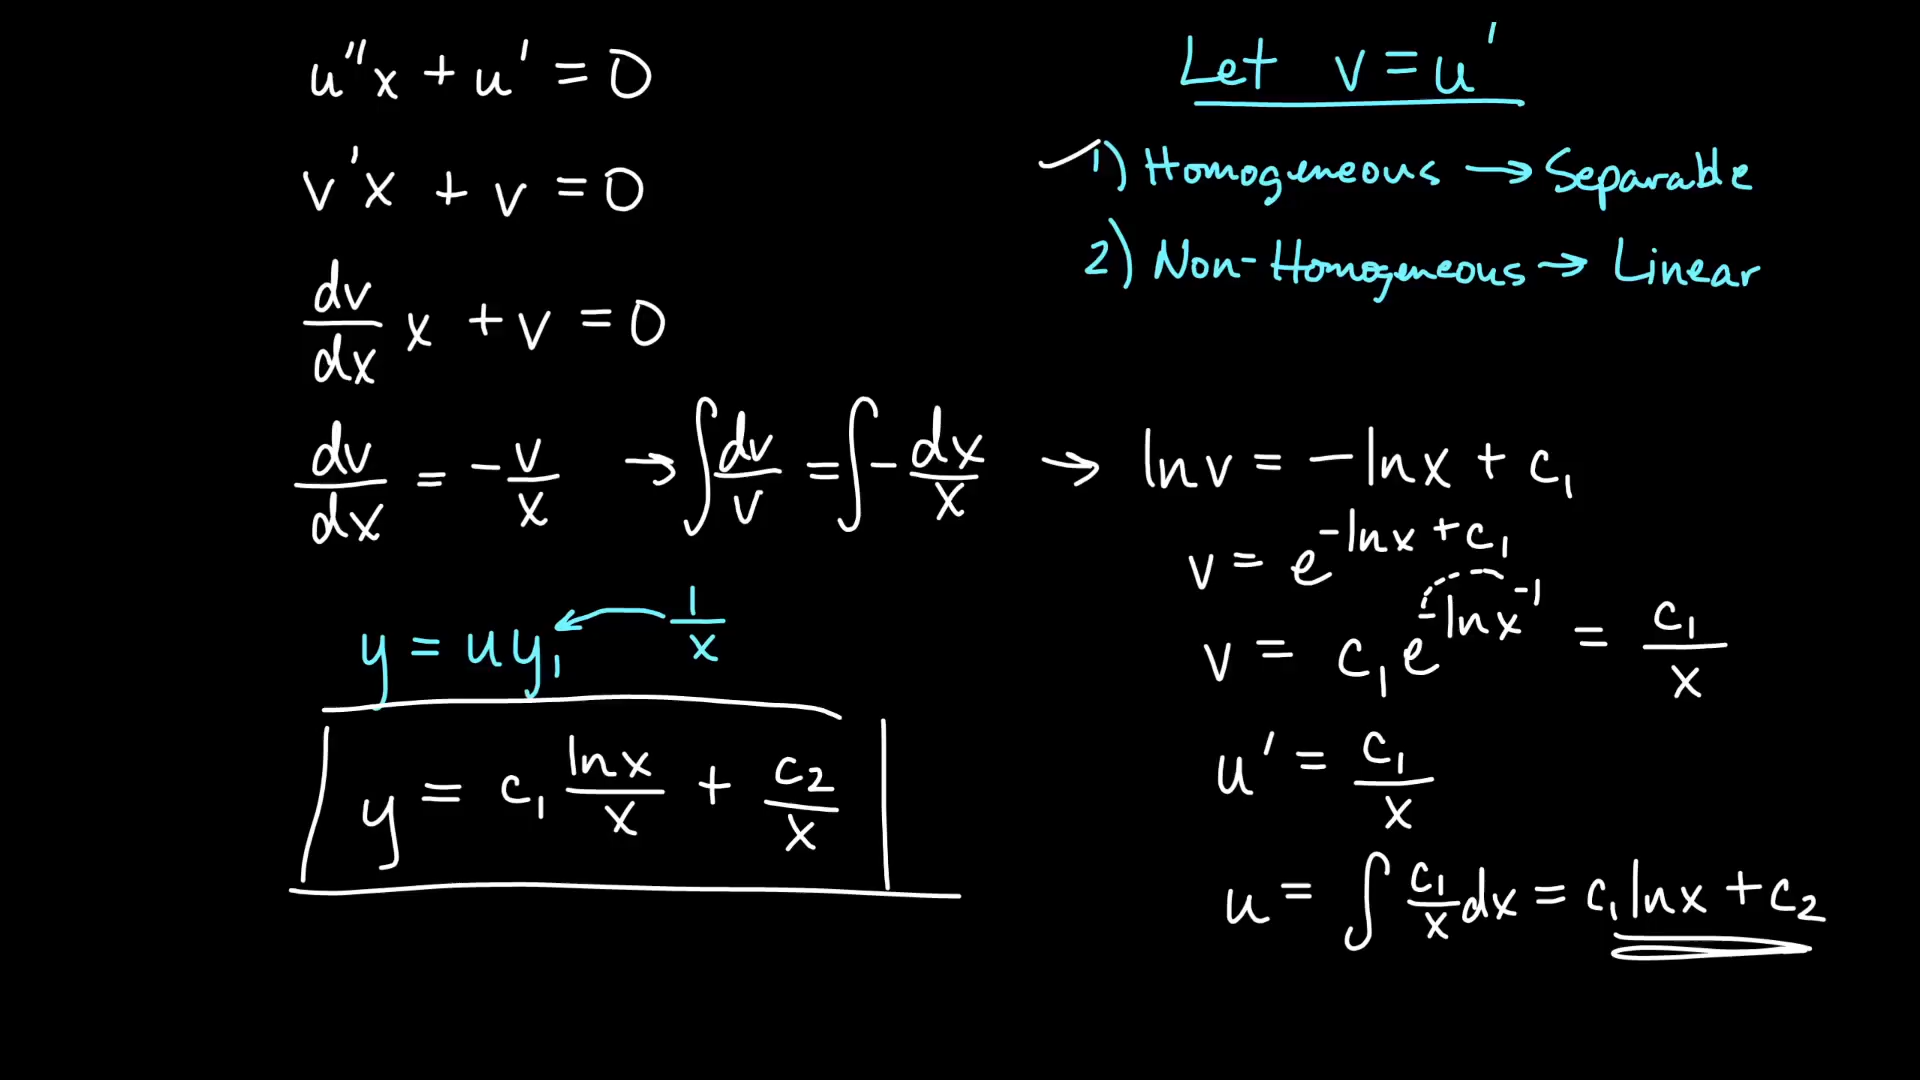 u''x + u' = 0
v'x + v = 0
dv/dx x + v = 0
dv/dx = -v/x → ∫dv/v = ∫-dx/x → ln v = -ln x + c₁
y = uy₁ ← 1/x
y = c₁ ln x/x + c₂/x
Let v = u'
✓ 1) Homogeneous → Separable
2) Non-Homogeneous → Linear
v = e^(-ln x + c₁)
v = c₁e^(-ln x^(-1)) = c₁/x
u' = c₁/x
u = ∫ c₁/x dx = c₁ ln x + c₂